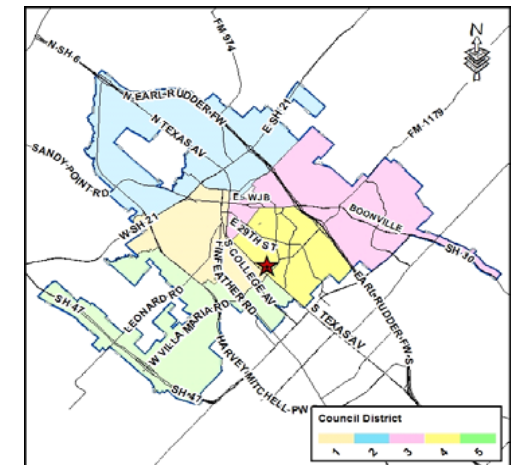 FM 974
N
N-SH-6
N-EARL-RUDDER-FW
E SH 21
FM-1179
N TEXAS AV
SANDY-POINT-RD
E WJB
BOONVILLE
W-SH 21
E 29TH ST
SH-30
S-COLLEGE-AV
FINFEATHER RD
LEONARD RD
EARL-RUDDER-FW-S
SH-47
W VILLA MARIA RD
S TEXAS AV
HARVEY-MITCHELL-PW
SH-47
Council District
1 2 3 4 5